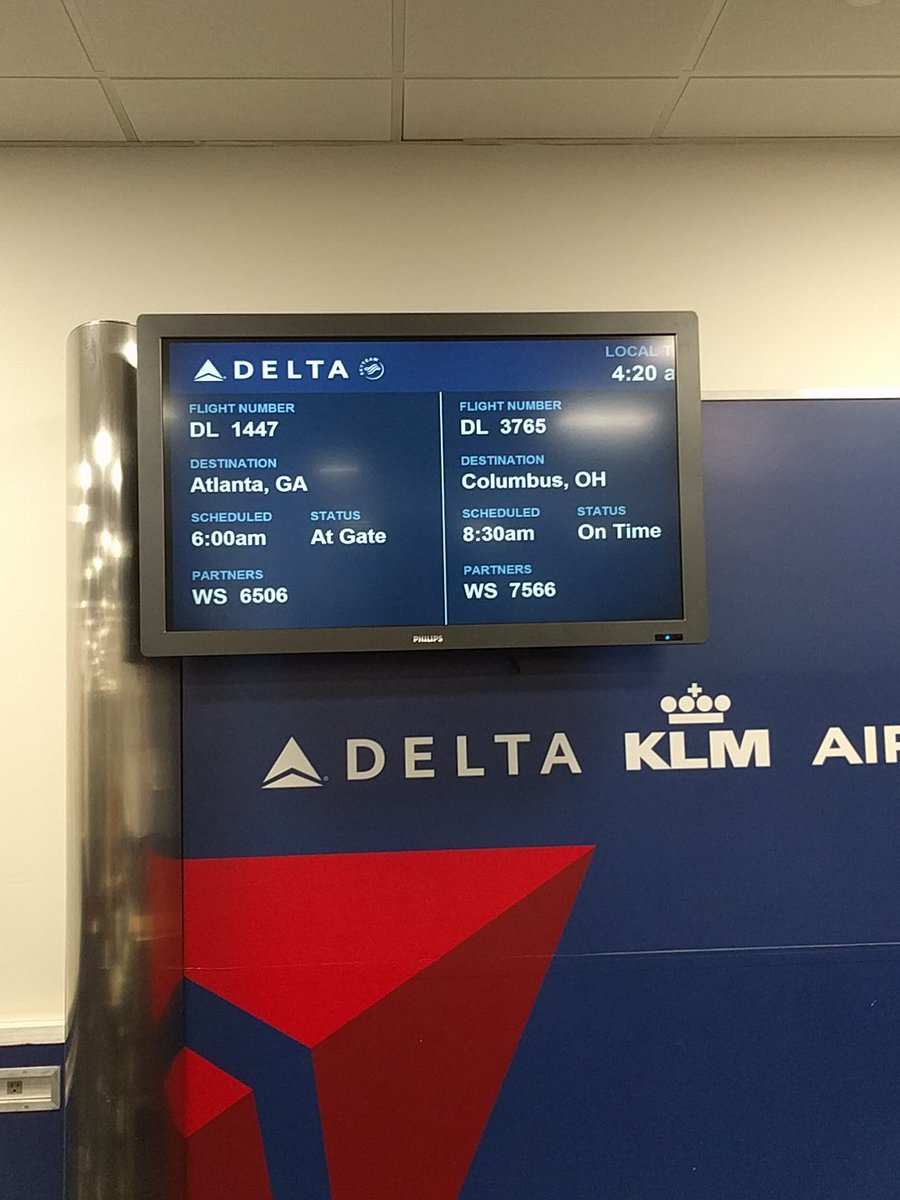 DELTA
SKYTEAM
LOCAL T
4:20 a
FLIGHT NUMBER
DL 1447
DESTINATION
Atlanta, GA
SCHEDULED STATUS
6:00am At Gate
PARTNERS
WS 6506
FLIGHT NUMBER
DL 3765
DESTINATION
Columbus, OH
SCHEDULED STATUS
8:30am On Time
PARTNERS
WS 7566
PHILIPS
DELTA KLM AIR